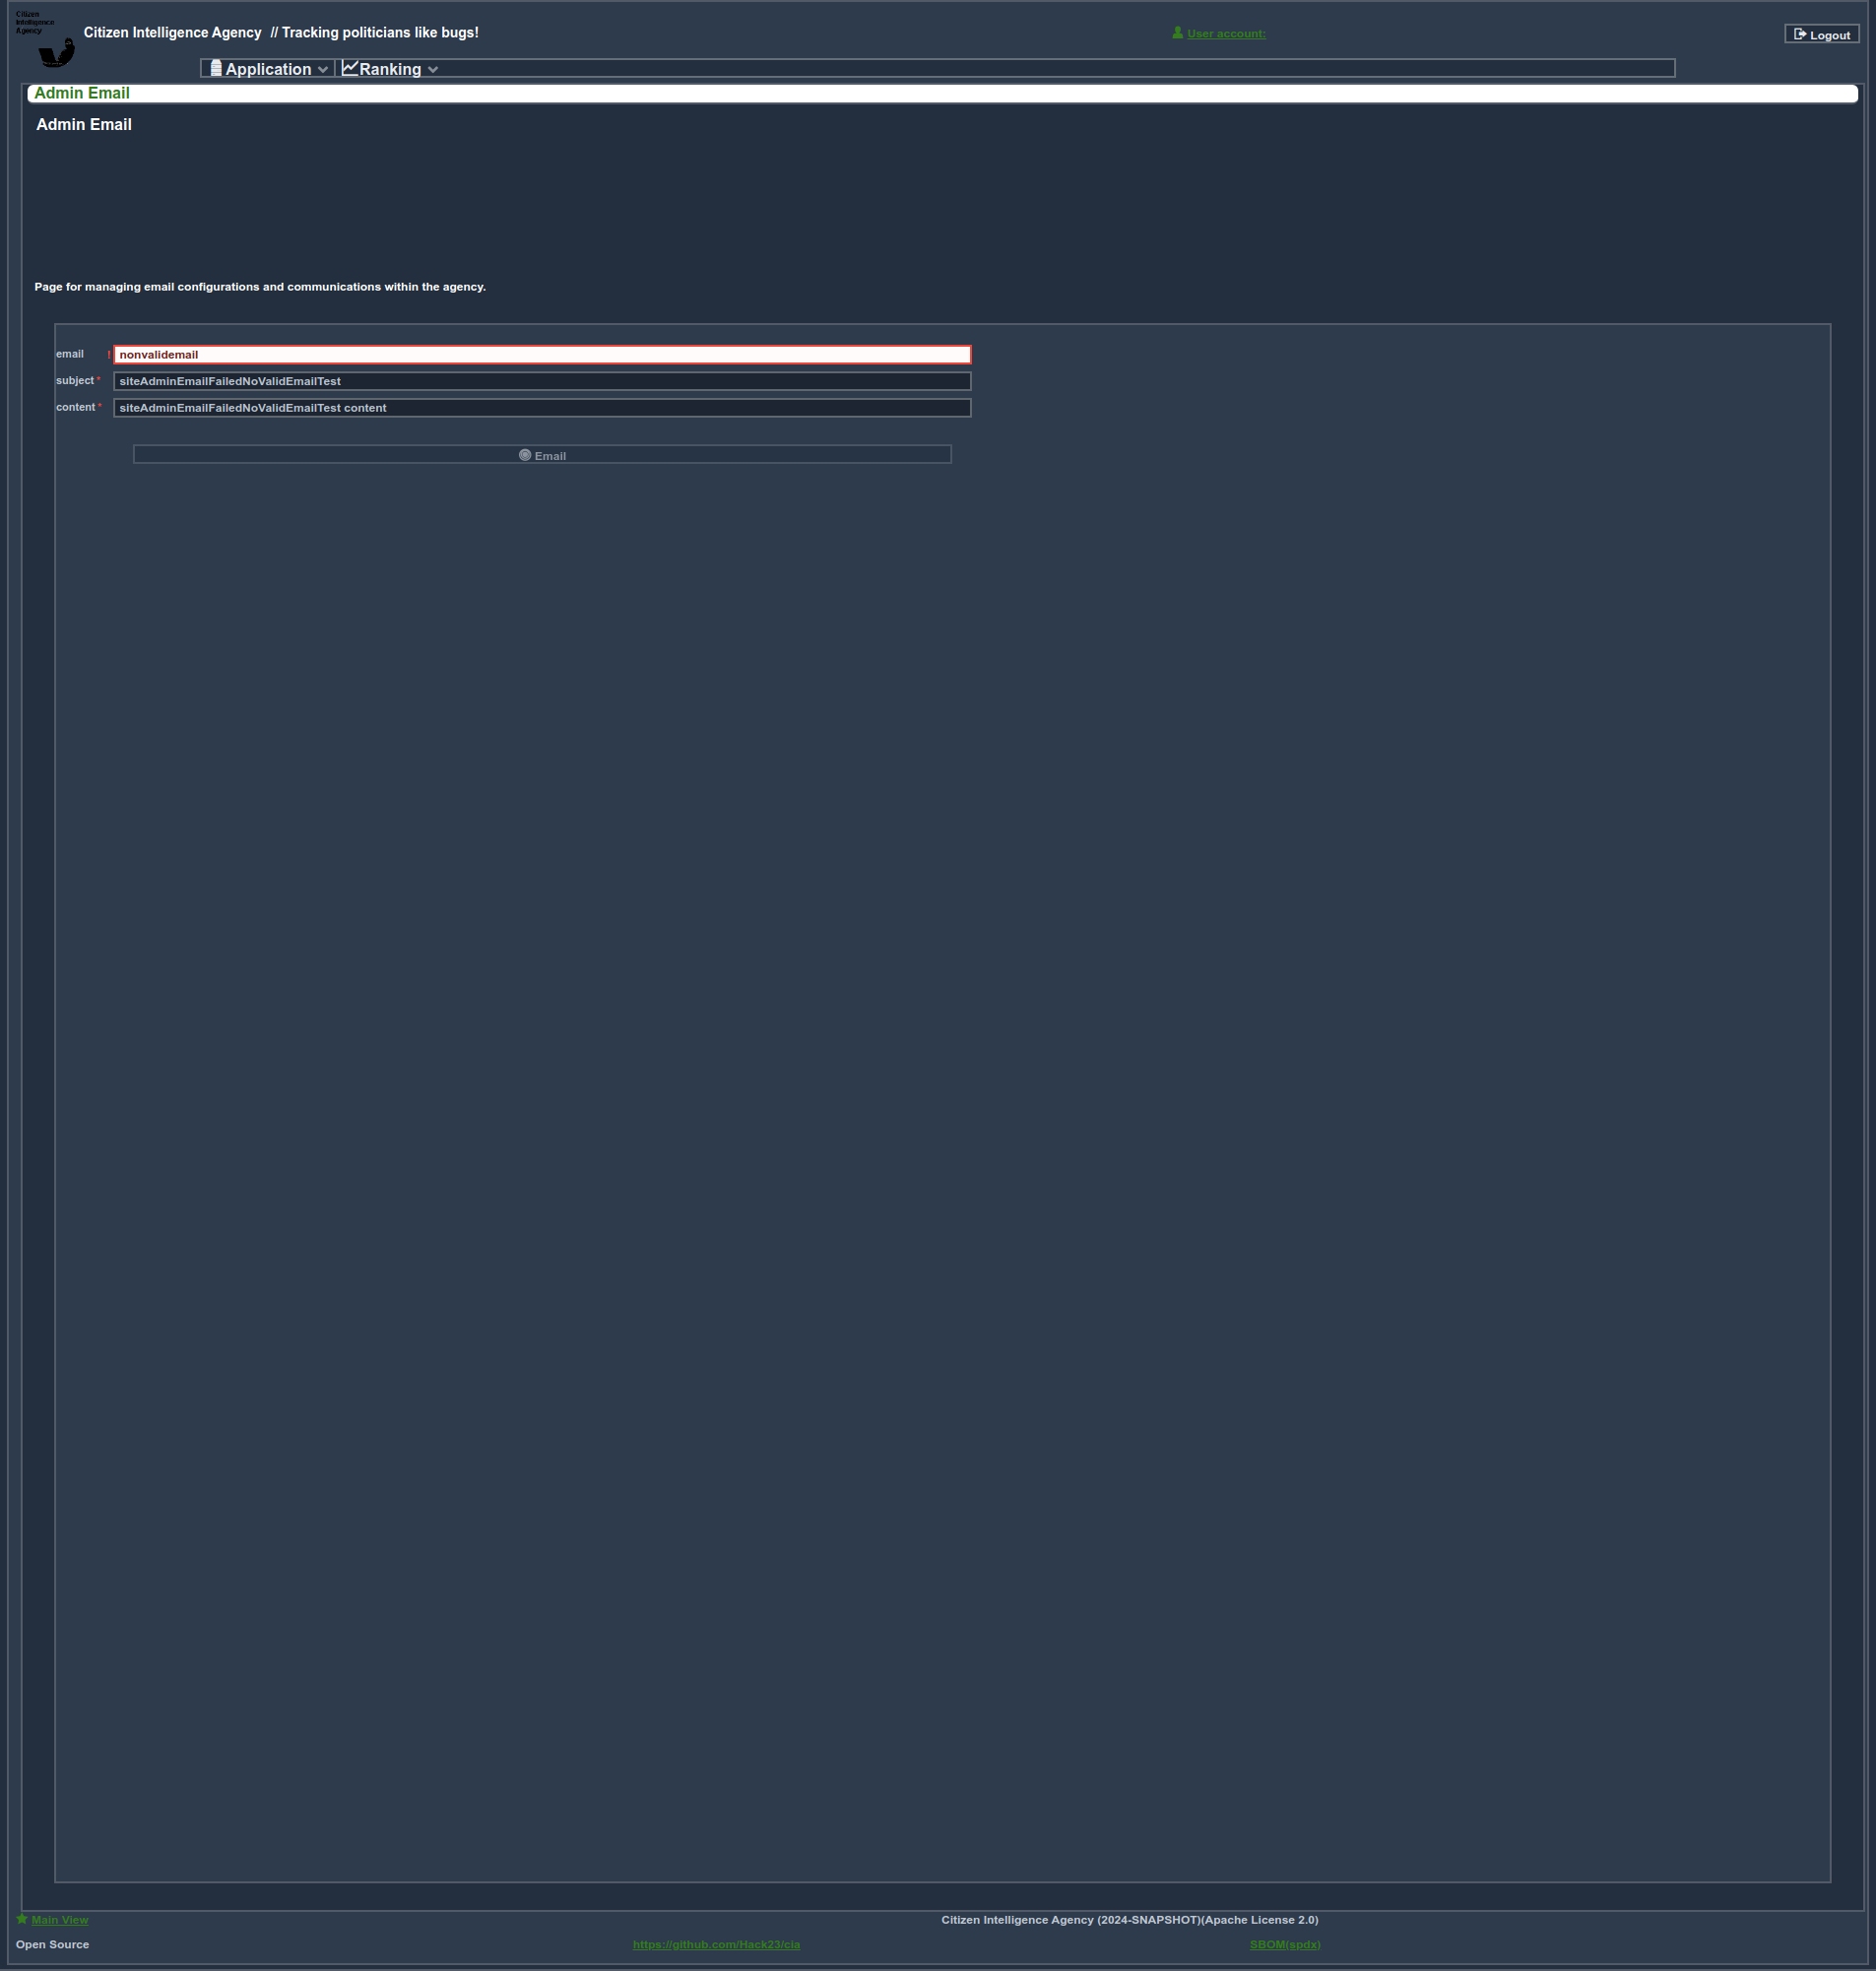 Citizen
Intelligence
Agency
Citizen Intelligence Agency // Tracking politicians like bugs!
User account:
Logout
Application
Ranking
Admin Email
Admin Email
Page for managing email configurations and communications within the agency.
email ! nonvalidemail
subject * siteAdminEmailFailedNoValidEmailTest
content * siteAdminEmailFailedNoValidEmailTest content
Email
Main View
Citizen Intelligence Agency (2024-SNAPSHOT)(Apache License 2.0)
Open Source
https://github.com/Hack23/cia
SBOM(spdx)